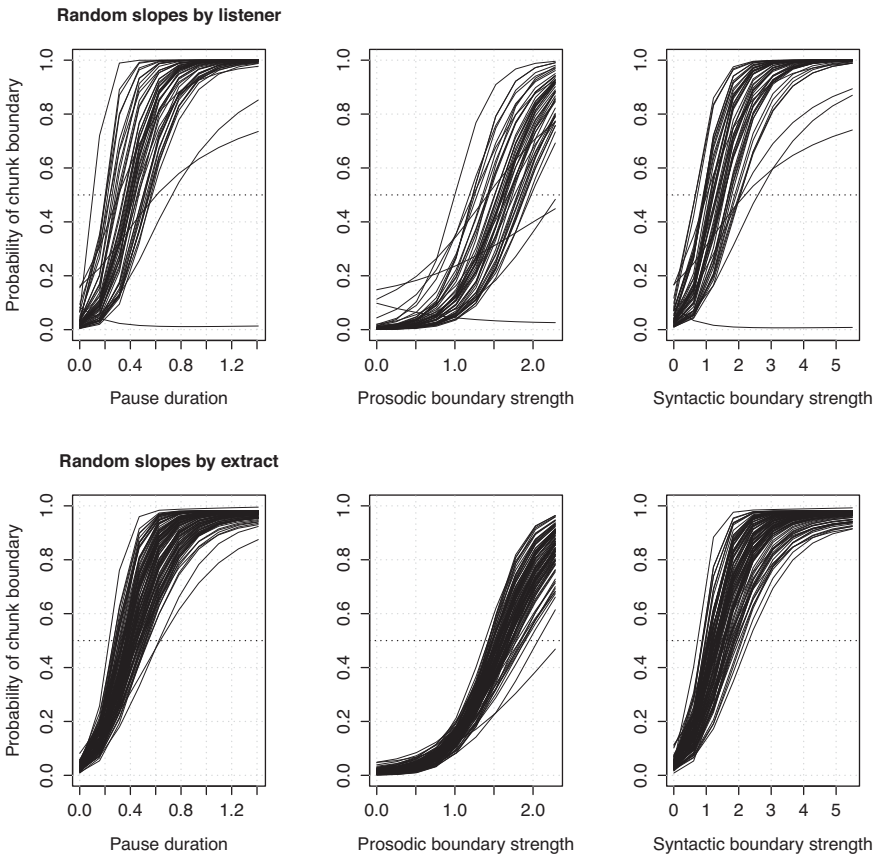 Random slopes by listener
Probability of chunk boundary
0.0 0.2 0.4 0.6 0.8 1.0
0.0 0.4 0.8 1.2
Pause duration
0.0 0.2 0.4 0.6 0.8 1.0
0.0 1.0 2.0
Prosodic boundary strength
0.0 0.2 0.4 0.6 0.8 1.0
0 1 2 3 4 5
Syntactic boundary strength
Random slopes by extract
Probability of chunk boundary
0.0 0.2 0.4 0.6 0.8 1.0
0.0 0.4 0.8 1.2
Pause duration
0.0 0.2 0.4 0.6 0.8 1.0
0.0 1.0 2.0
Prosodic boundary strength
0.0 0.2 0.4 0.6 0.8 1.0
0 1 2 3 4 5
Syntactic boundary strength